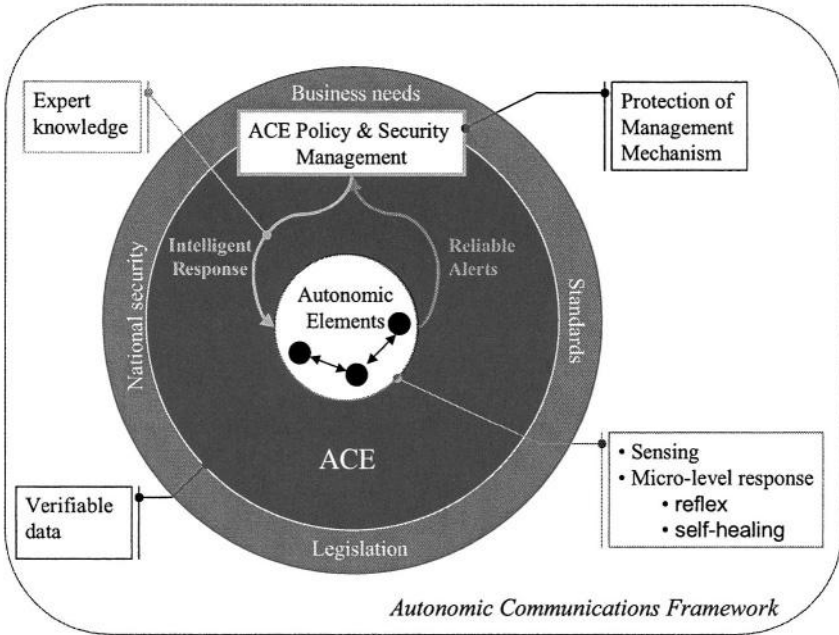 Business needs
Expert
knowledge
ACE Policy & Security
Management
Protection of
Management
Mechanism
Intelligent
Response
Reliable
Alerts
National security
Autonomic
Elements
Standards
ACE
• Sensing
• Micro-level response
• reflex
• self-healing
Verifiable
data
Legislation
Autonomic Communications Framework